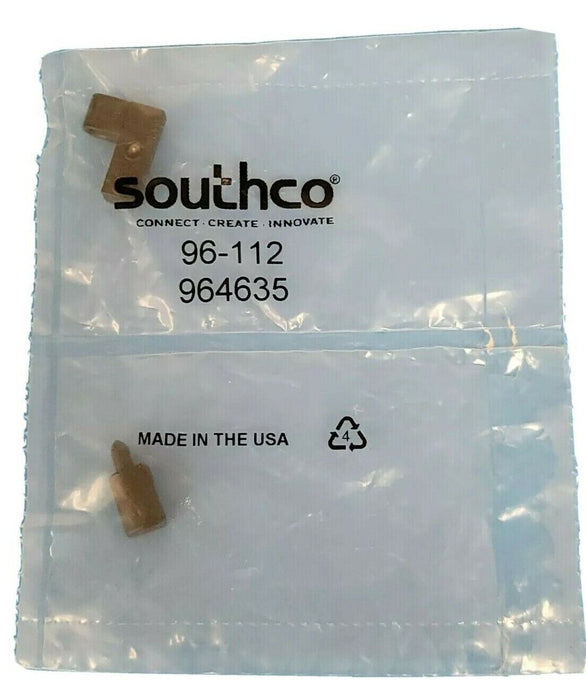 southco®
CONNECT · CREATE · INNOVATE
96-112
964635
MADE IN THE USA
4